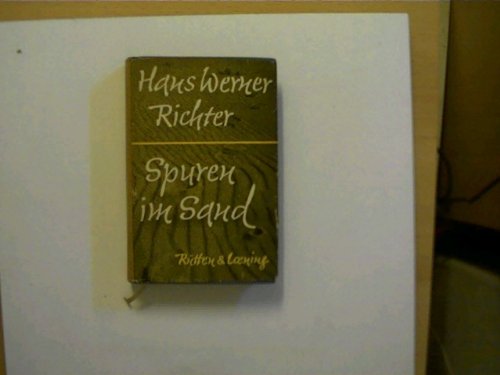 Hans Werner
Richter
Spuren
im Sand
Rütten & Loening